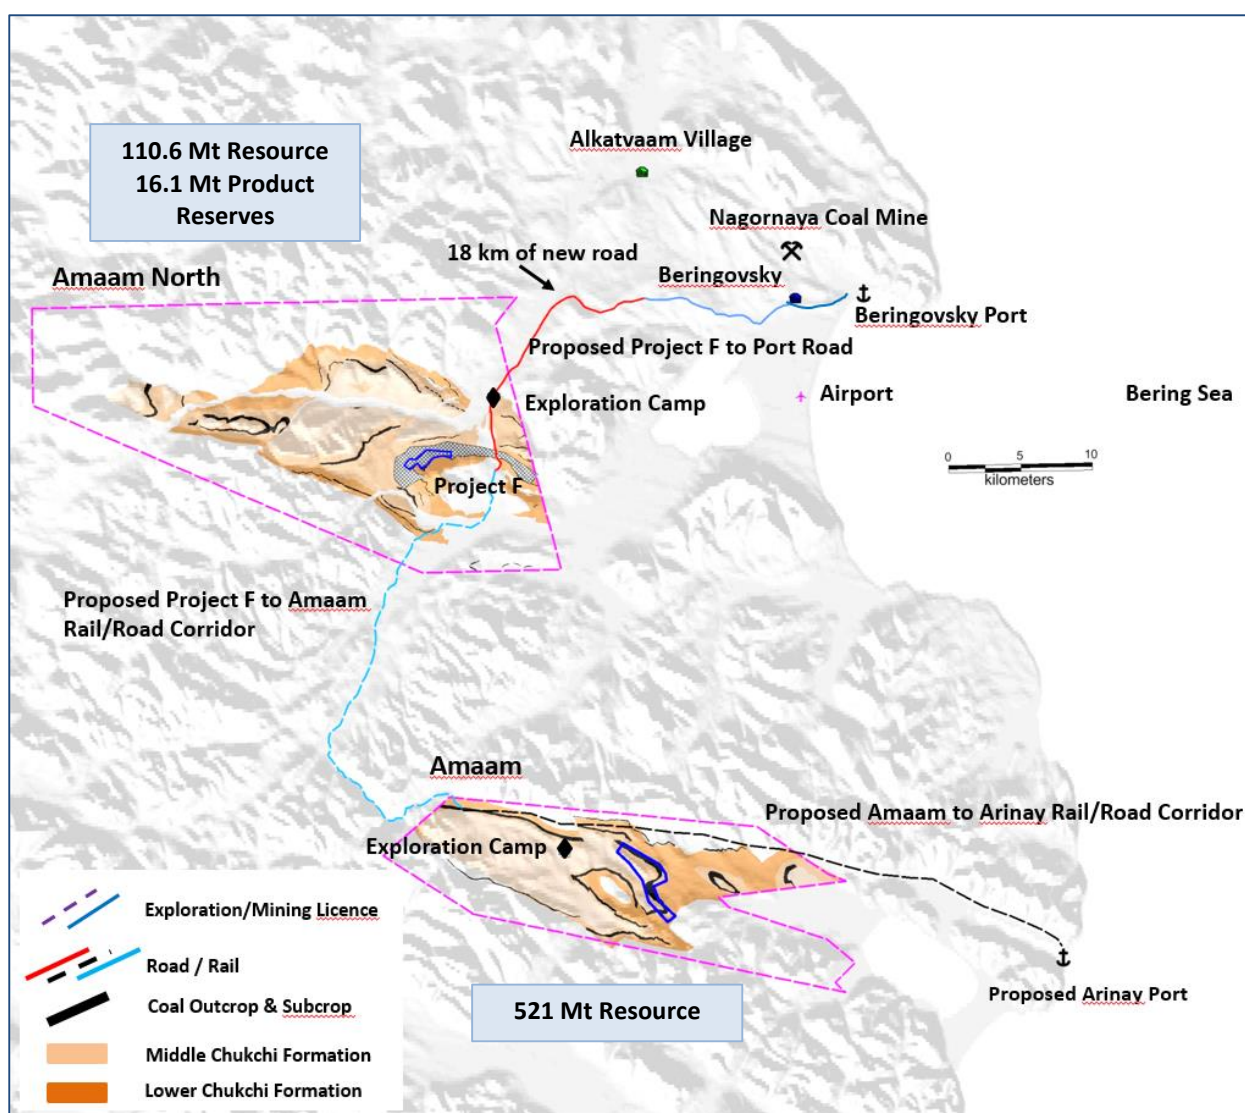 110.6 Mt Resource
16.1 Mt Product
Reserves
Alkatvaam Village
Nagornaya Coal Mine
18 km of new road
Beringovsky
Amaam North
Beringovsky Port
Proposed Project F to Port Road
Exploration Camp
Airport
Bering Sea
0 5 10
kilometers
Project F
Proposed Project F to Amaam
Rail/Road Corridor
Amaam
Proposed Amaam to Arinay Rail/Road Corridor
Exploration Camp
Exploration/Mining Licence
Road / Rail
Proposed Arinay Port
Coal Outcrop & Subcrop
521 Mt Resource
Middle Chukchi Formation
Lower Chukchi Formation